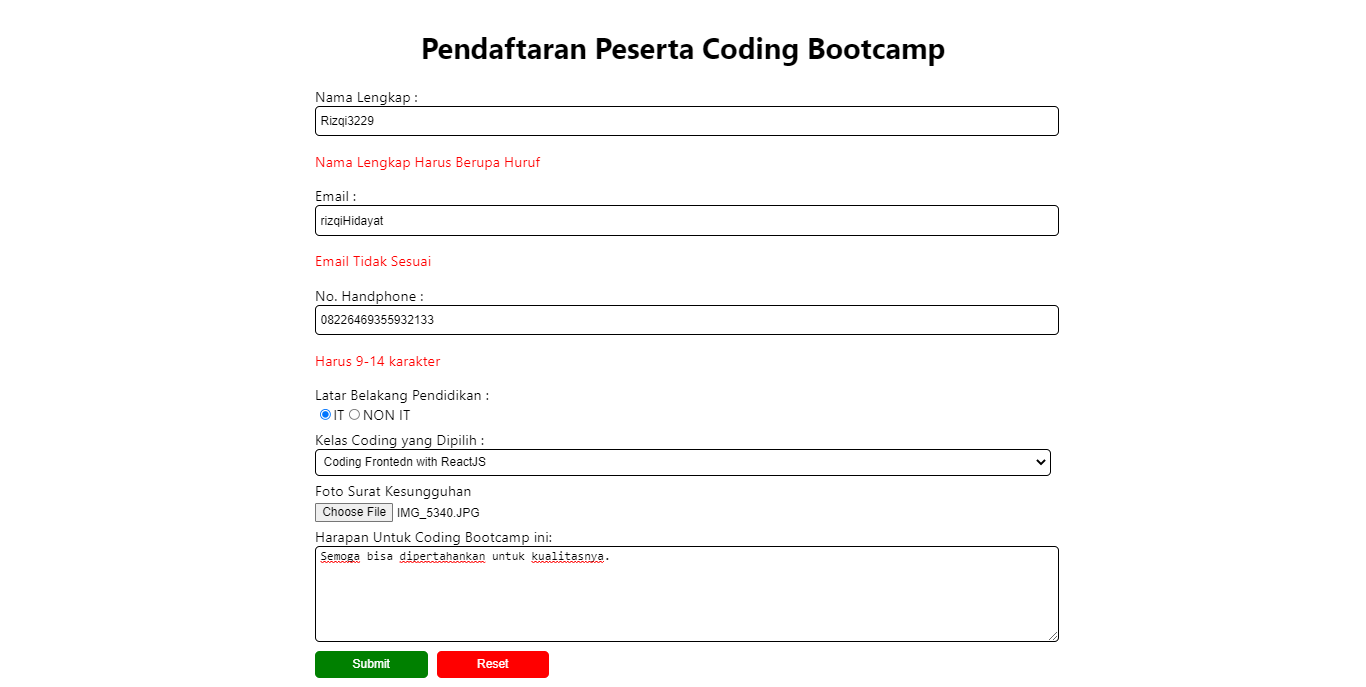 Pendaftaran Peserta Coding Bootcamp
Nama Lengkap :
Rizqi3229
Nama Lengkap Harus Berupa Huruf
Email :
rizqiHidayat
Email Tidak Sesuai
No. Handphone :
08226469355932133
Harus 9-14 karakter
Latar Belakang Pendidikan :
IT NON IT
Kelas Coding yang Dipilih :
Coding Frontedn with ReactJS
Foto Surat Kesungguhan
Choose File IMG_5340.JPG
Harapan Untuk Coding Bootcamp ini:
Semoga bisa dipertahankan untuk kualitasnya.
Submit Reset